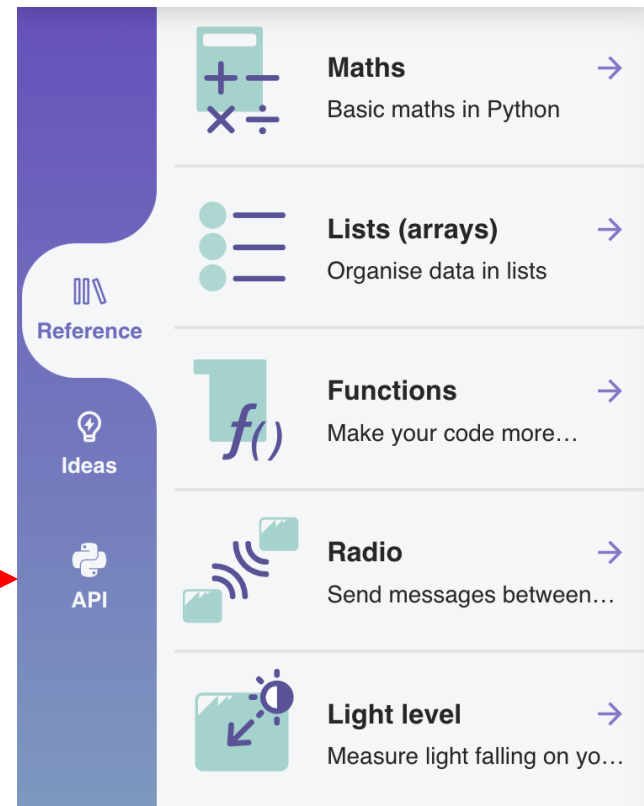 Maths
Basic maths in Python
Lists (arrays)
Organise data in lists
Reference
Functions
Make your code more…
f()
Ideas
Radio
Send messages between…
API
Light level
Measure light falling on yo…